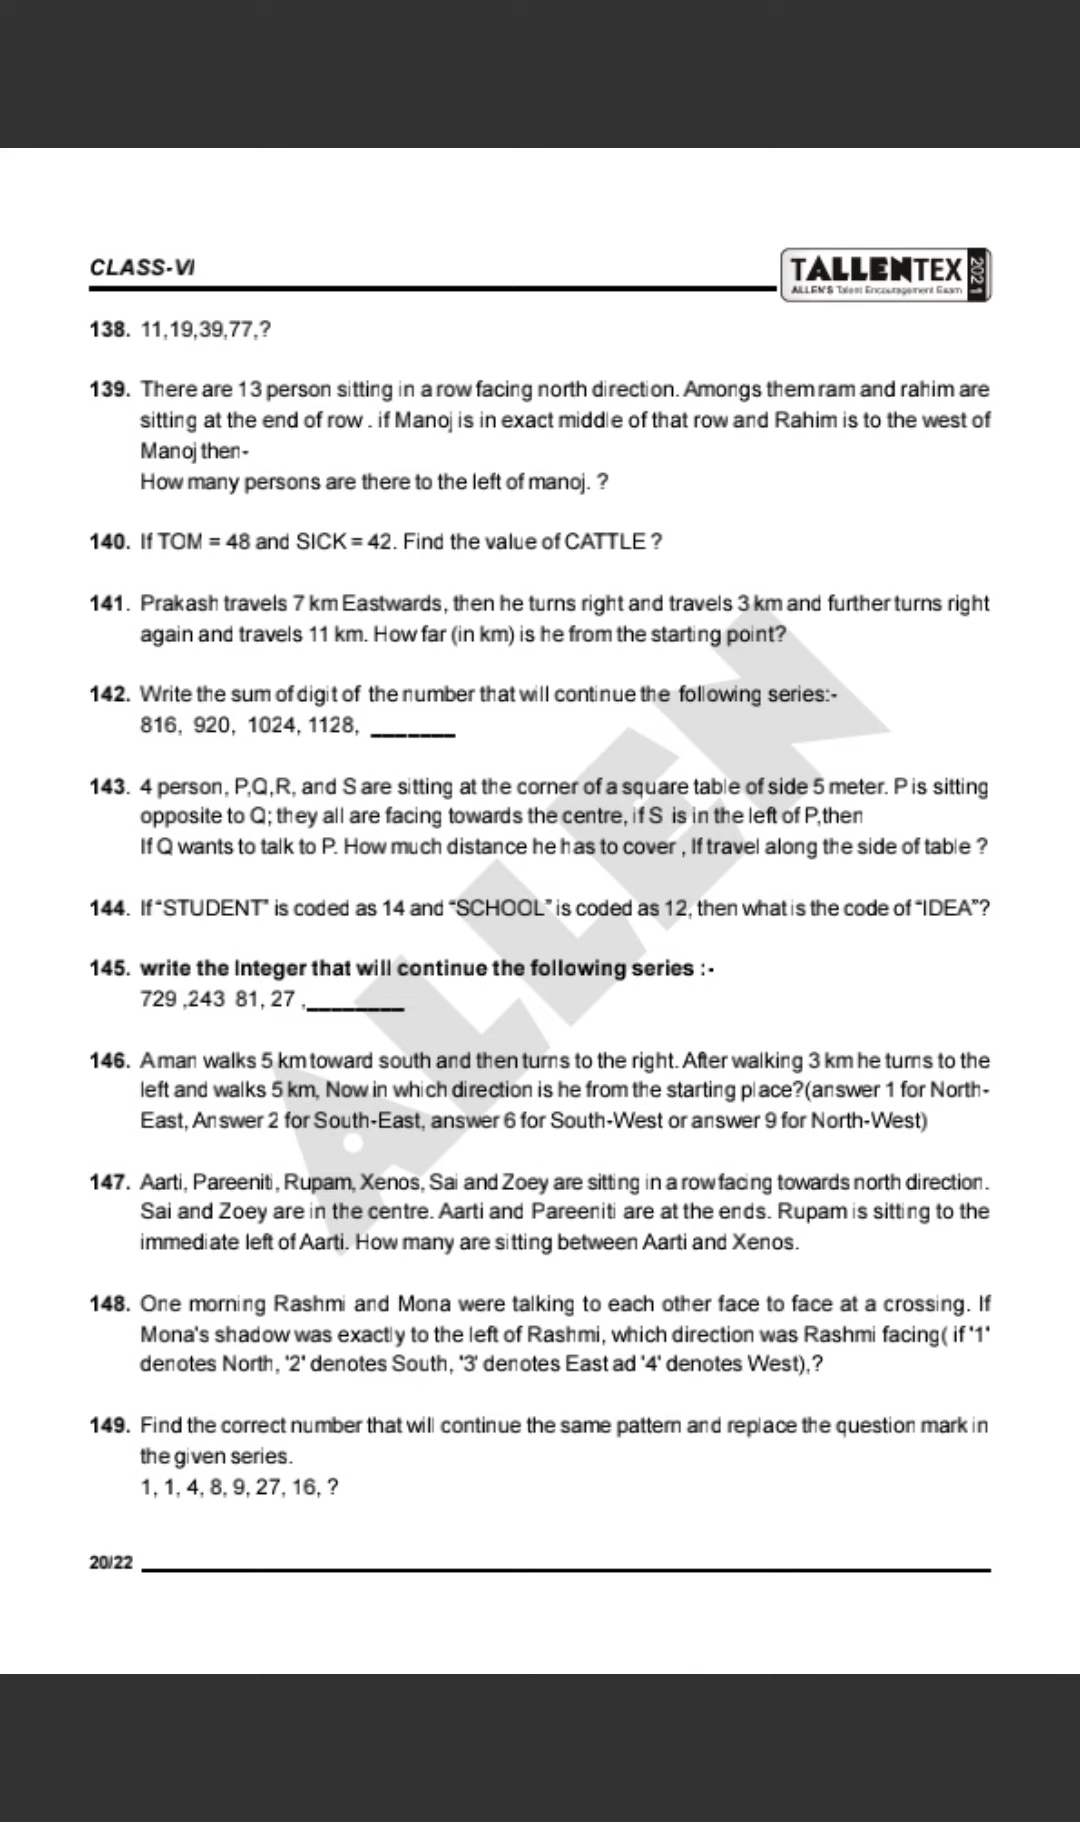 CLASS-VI
TALLENTEX 2021
ALLEN'S Talent Encouragement Exam
138. 11,19,39,77,?
139. There are 13 person sitting in a row facing north direction. Amongs them ram and rahim are
sitting at the end of row . if Manoj is in exact middle of that row and Rahim is to the west of
Manoj then-
How many persons are there to the left of manoj. ?
140. If TOM = 48 and SICK = 42. Find the value of CATTLE ?
141. Prakash travels 7 km Eastwards, then he turns right and travels 3 km and further turns right
again and travels 11 km. How far (in km) is he from the starting point?
142. Write the sum of digit of the number that will continue the following series:-
816, 920, 1024, 1128, _______
143. 4 person, P,Q,R, and S are sitting at the corner of a square table of side 5 meter. P is sitting
opposite to Q; they all are facing towards the centre, if S is in the left of P,then
If Q wants to talk to P. How much distance he has to cover , If travel along the side of table ?
144. If "STUDENT" is coded as 14 and "SCHOOL" is coded as 12, then what is the code of "IDEA"?
145. write the Integer that will continue the following series :-
729 ,243 81, 27 ,________
146. Aman walks 5 km toward south and then turns to the right. After walking 3 km he turns to the
left and walks 5 km, Now in which direction is he from the starting place?(answer 1 for North-
East, Answer 2 for South-East, answer 6 for South-West or answer 9 for North-West)
147. Aarti, Pareeniti, Rupam, Xenos, Sai and Zoey are sitting in a row facing towards north direction.
Sai and Zoey are in the centre. Aarti and Pareeniti are at the ends. Rupam is sitting to the
immediate left of Aarti. How many are sitting between Aarti and Xenos.
148. One morning Rashmi and Mona were talking to each other face to face at a crossing. If
Mona's shadow was exactly to the left of Rashmi, which direction was Rashmi facing( if '1'
denotes North, '2' denotes South, '3' denotes East ad '4' denotes West),?
149. Find the correct number that will continue the same pattern and replace the question mark in
the given series.
1, 1, 4, 8, 9, 27, 16, ?
20/22
ALLEN